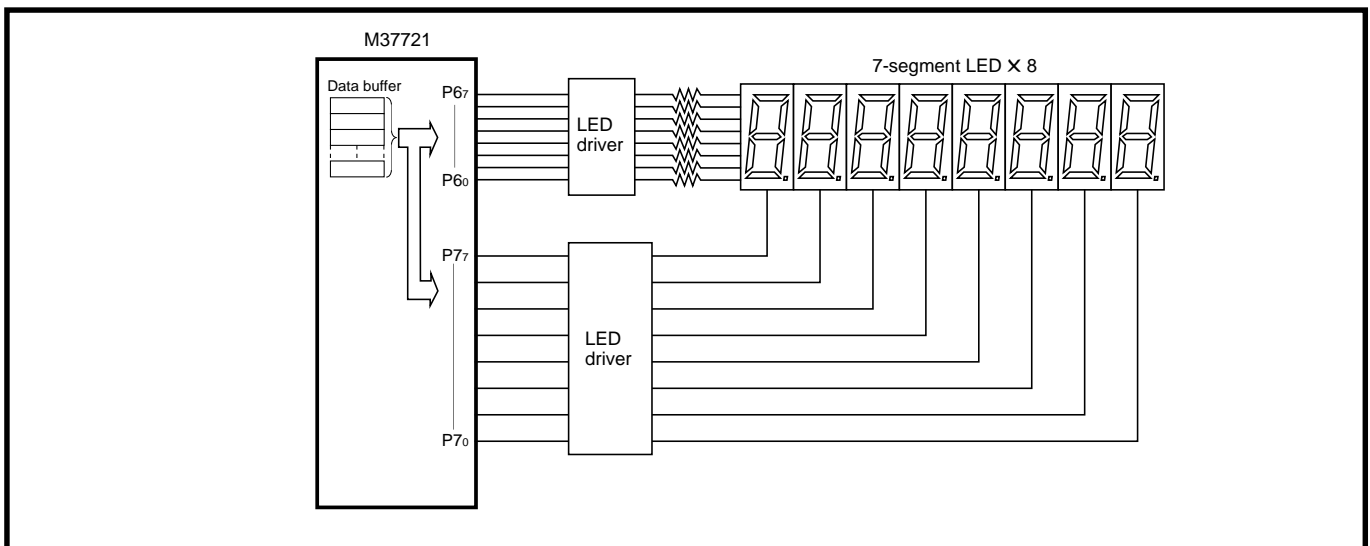 M37721
7-segment LED × 8
Data buffer
P67
LED
driver
P60
P77
LED
driver
P70